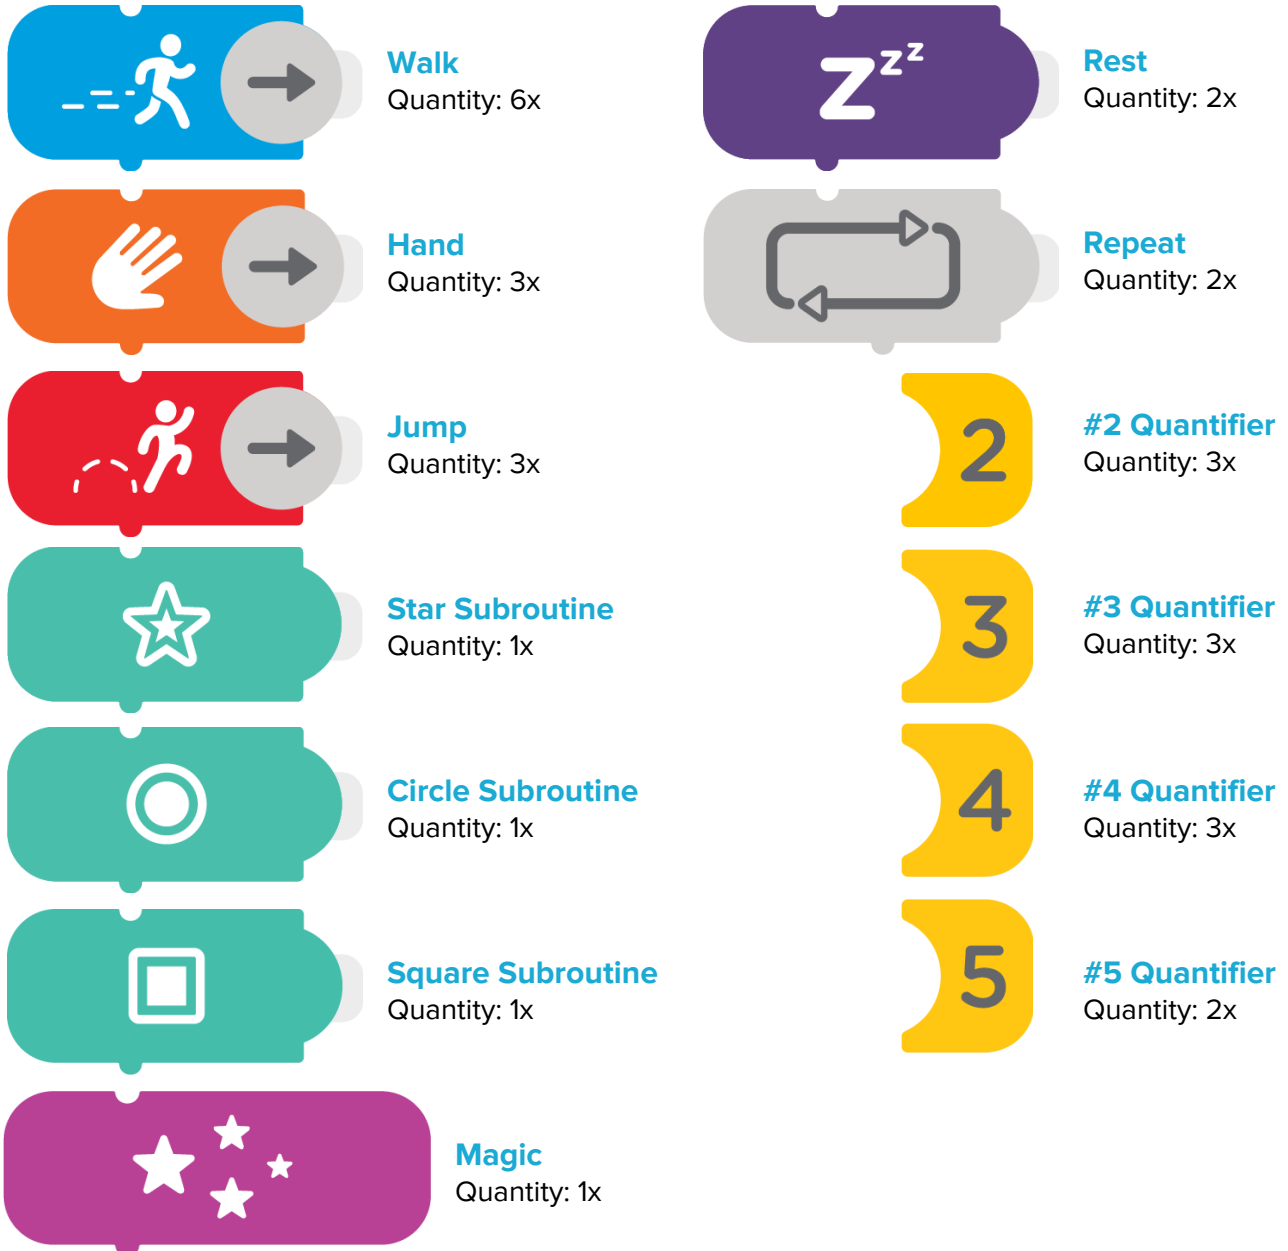 Walk
Quantity: 6x
Hand
Quantity: 3x
Jump
Quantity: 3x
Star Subroutine
Quantity: 1x
Circle Subroutine
Quantity: 1x
Square Subroutine
Quantity: 1x
Magic
Quantity: 1x
Z z z
Rest
Quantity: 2x
Repeat
Quantity: 2x
2
#2 Quantifier
Quantity: 3x
3
#3 Quantifier
Quantity: 3x
4
#4 Quantifier
Quantity: 3x
5
#5 Quantifier
Quantity: 2x